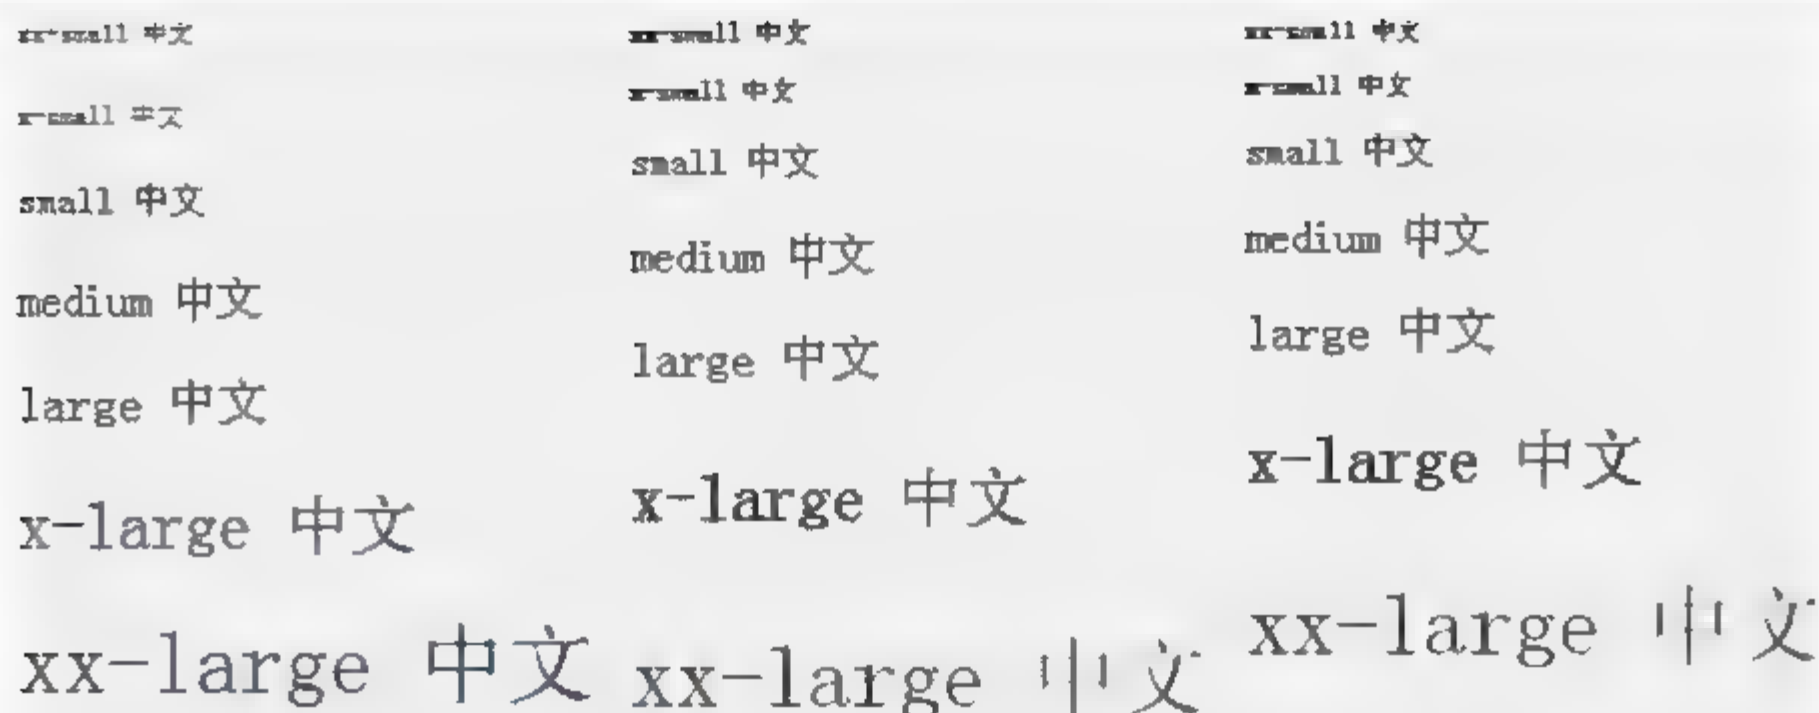 xx-small 中文
x-small 中文
small 中文
medium 中文
large 中文
x-large 中文
xx-large 中文
xx-small 中文
x-small 中文
small 中文
medium 中文
large 中文
x-large 中文
xx-large 中文
xx-small 中文
x-small 中文
small 中文
medium 中文
large 中文
x-large 中文
xx-large 中文